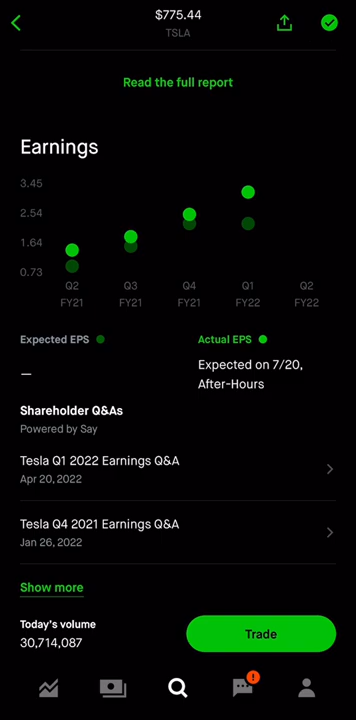 $775.44
TSLA
Read the full report
Earnings
3.45
2.54
1.64
0.73
Q2 Q3 Q4 Q1 Q2
FY21 FY21 FY21 FY22 FY22
Expected EPS Actual EPS
— Expected on 7/20,
After-Hours
Shareholder Q&As
Powered by Say
Tesla Q1 2022 Earnings Q&A
Apr 20, 2022
Tesla Q4 2021 Earnings Q&A
Jan 26, 2022
Show more
Today's volume
30,714,087
Trade
!